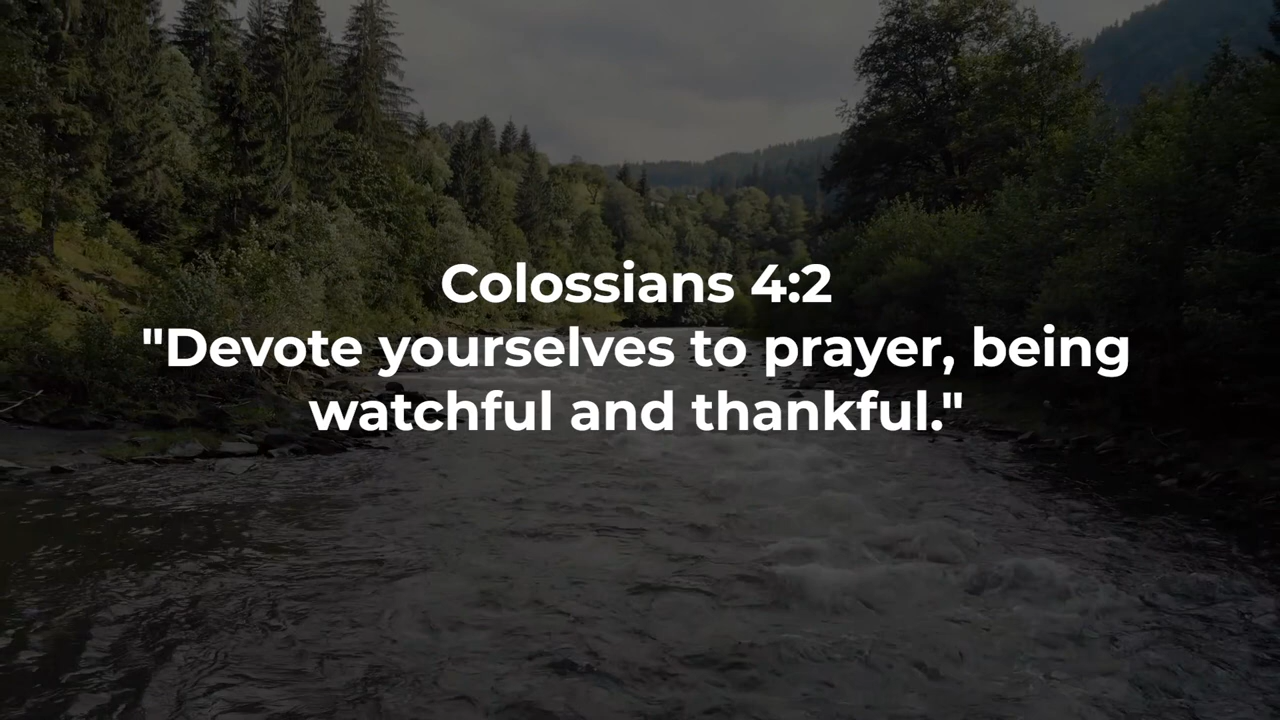 Colossians 4:2
"Devote yourselves to prayer, being
watchful and thankful."